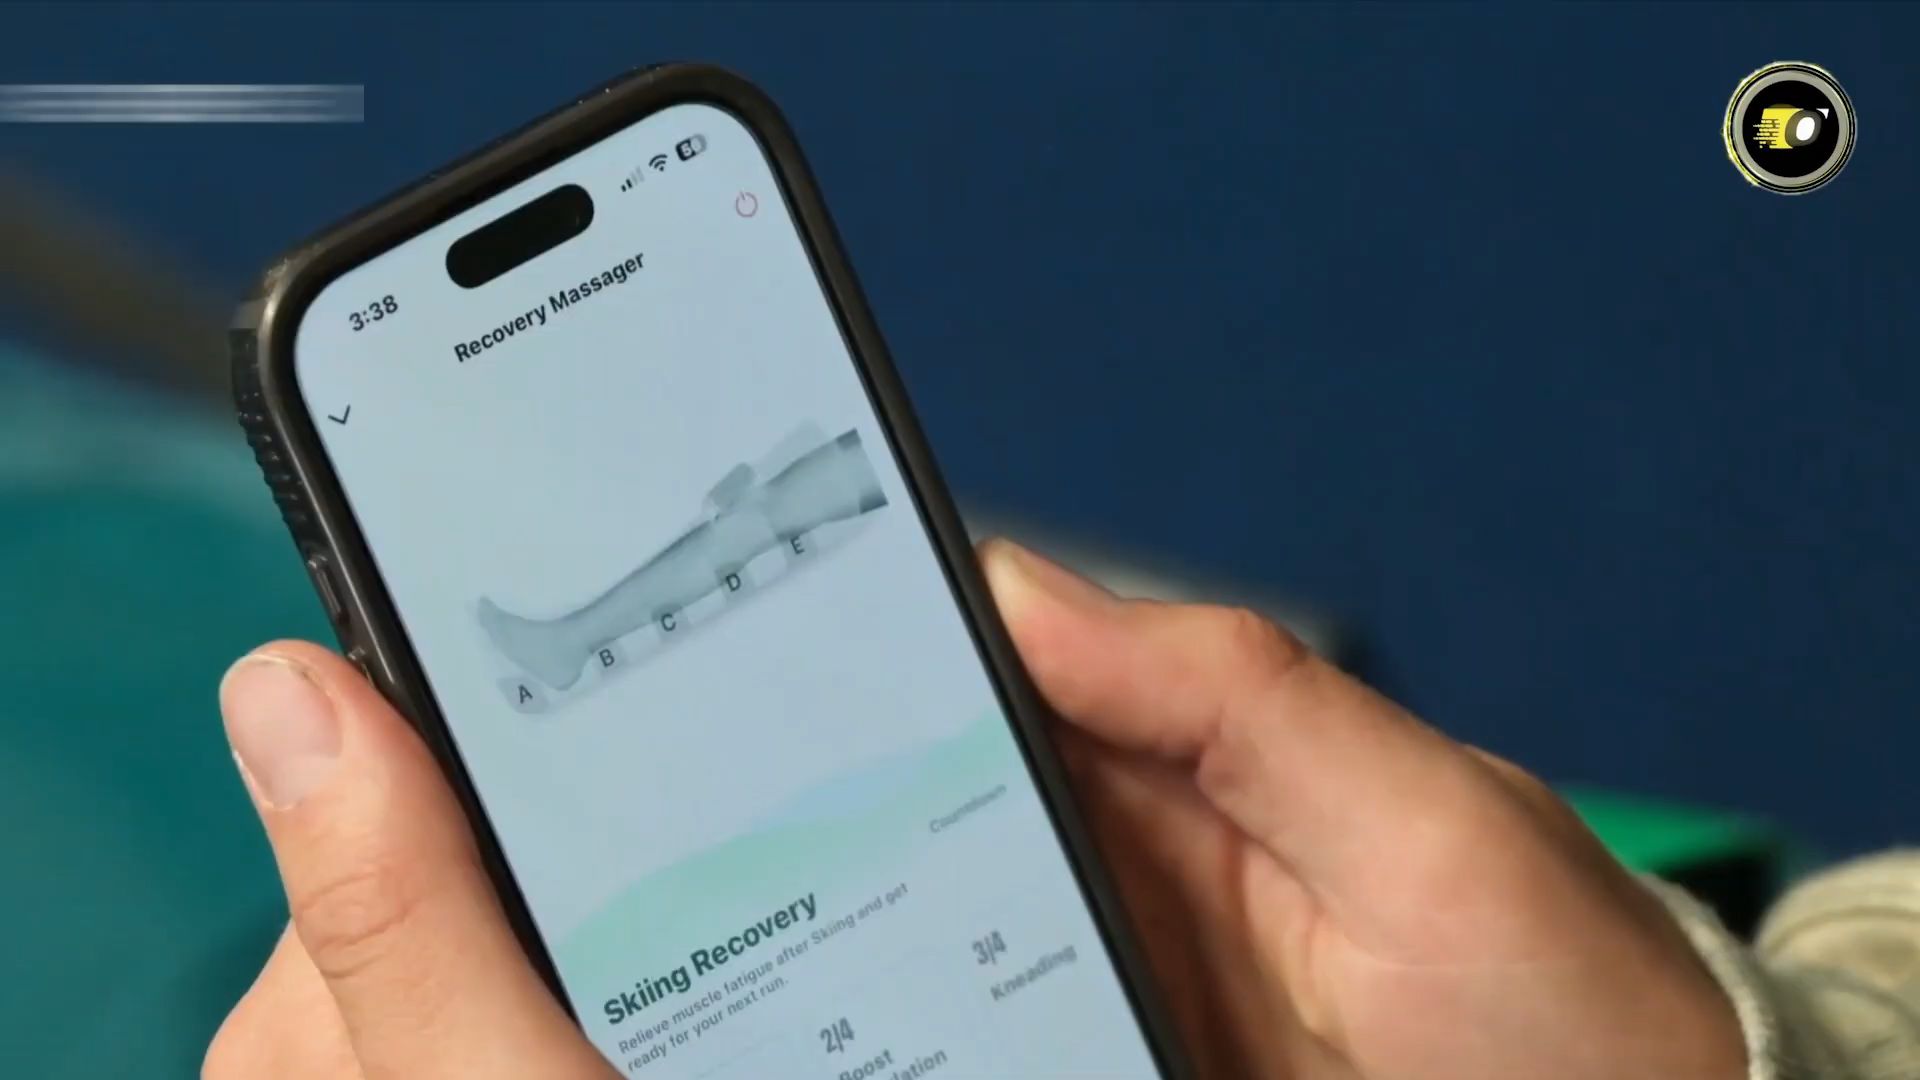 3:38
Recovery Massager
A
B
C
D
E
Countdown
Skiing Recovery
Relieve muscle fatigue after Skiing and get
ready for your next run.
2/4
Boost
3/4
Kneading